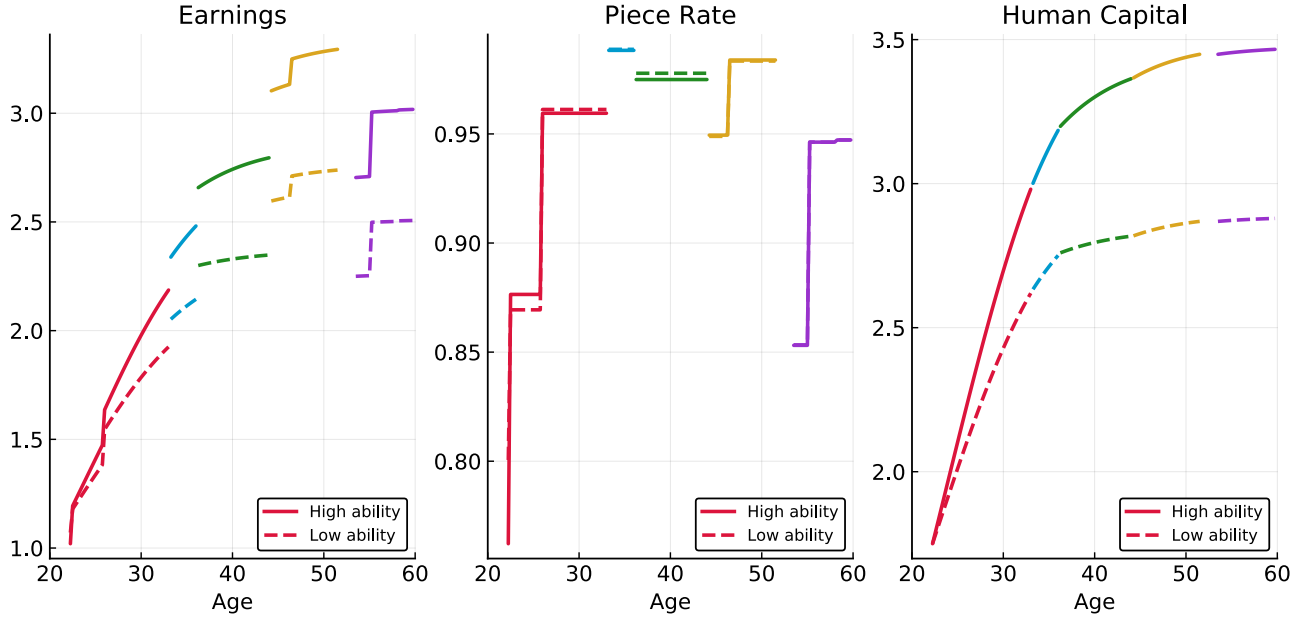 Earnings
3.0
2.5
2.0
1.5
1.0
20 30 40 50 60
Age
High ability
Low ability
Piece Rate
0.95
0.90
0.85
0.80
20 30 40 50 60
Age
High ability
Low ability
Human Capital
3.5
3.0
2.5
2.0
20 30 40 50 60
Age
High ability
Low ability